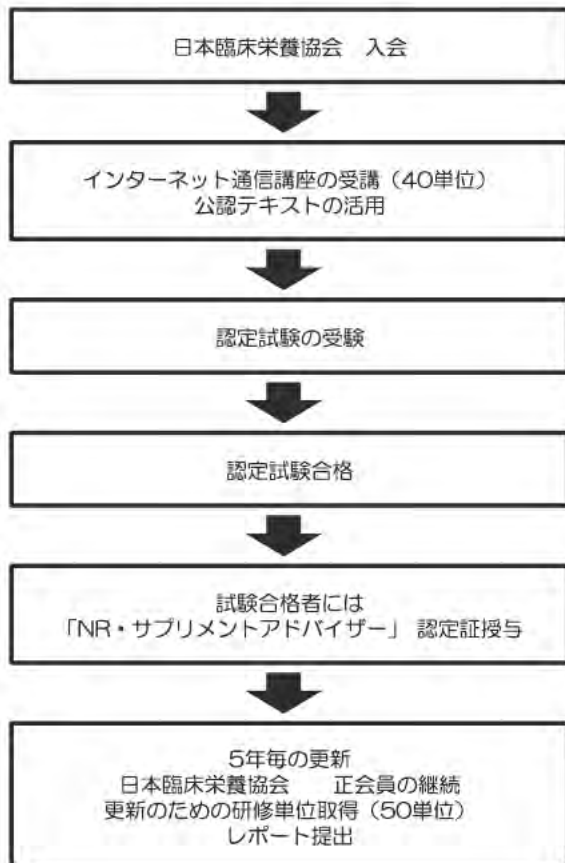 日本臨床栄養協会　入会
インターネット通信講座の受講（40単位）
公認テキストの活用
認定試験の受験
認定試験合格
試験合格者には
「NR・サプリメントアドバイザー」 認定証授与
5年毎の更新
日本臨床栄養協会　　正会員の継続
更新のための研修単位取得（50単位）
レポート提出